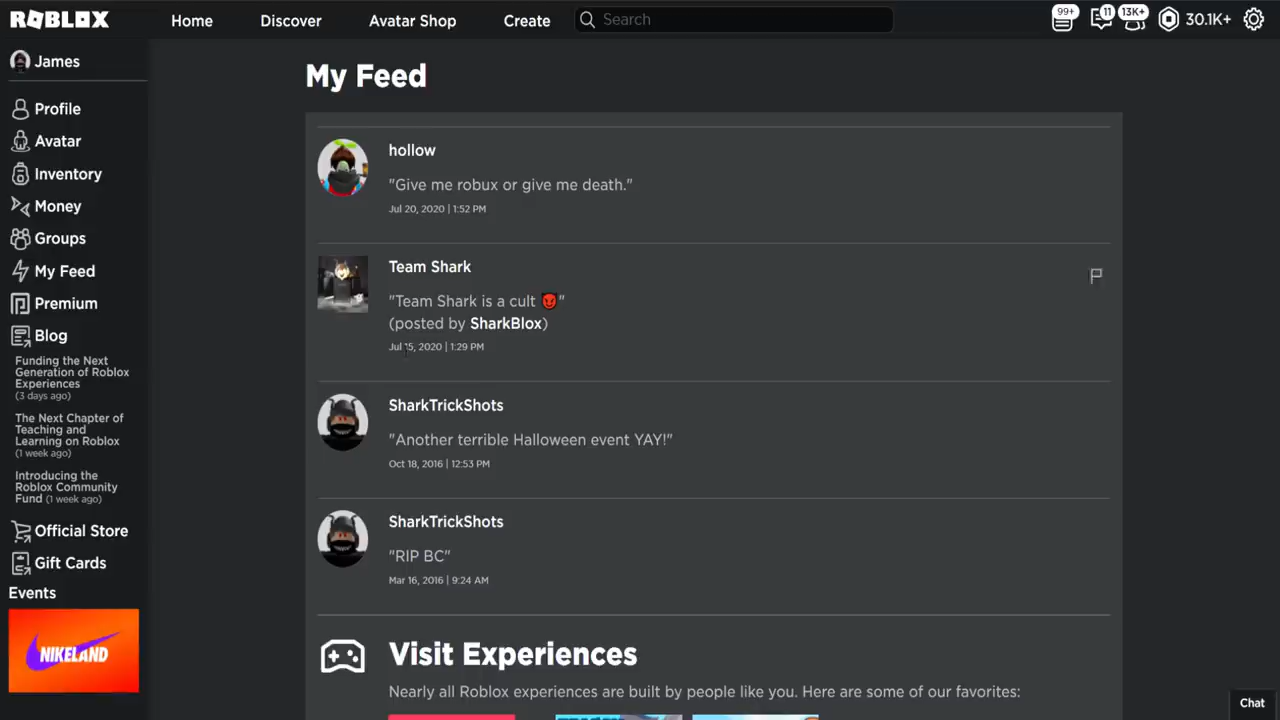 ROBLOX
Home
Discover
Avatar Shop
Create
Search
99+
11
13K+
30.1K+
James
Profile
Avatar
Inventory
Money
Groups
My Feed
Premium
Blog
Funding the Next
Generation of Roblox
Experiences
(3 days ago)
The Next Chapter of
Teaching and
Learning on Roblox
(1 week ago)
Introducing the
Roblox Community
Fund (1 week ago)
Official Store
Gift Cards
Events
NIKELAND
My Feed
hollow
"Give me robux or give me death."
Jul 20, 2020 | 1:52 PM
Team Shark
"Team Shark is a cult 😈"
(posted by SharkBlox)
Jul 15, 2020 | 1:29 PM
SharkTrickShots
"Another terrible Halloween event YAY!"
Oct 18, 2016 | 12:53 PM
SharkTrickShots
"RIP BC"
Mar 16, 2016 | 9:24 AM
Visit Experiences
Nearly all Roblox experiences are built by people like you. Here are some of our favorites:
Chat